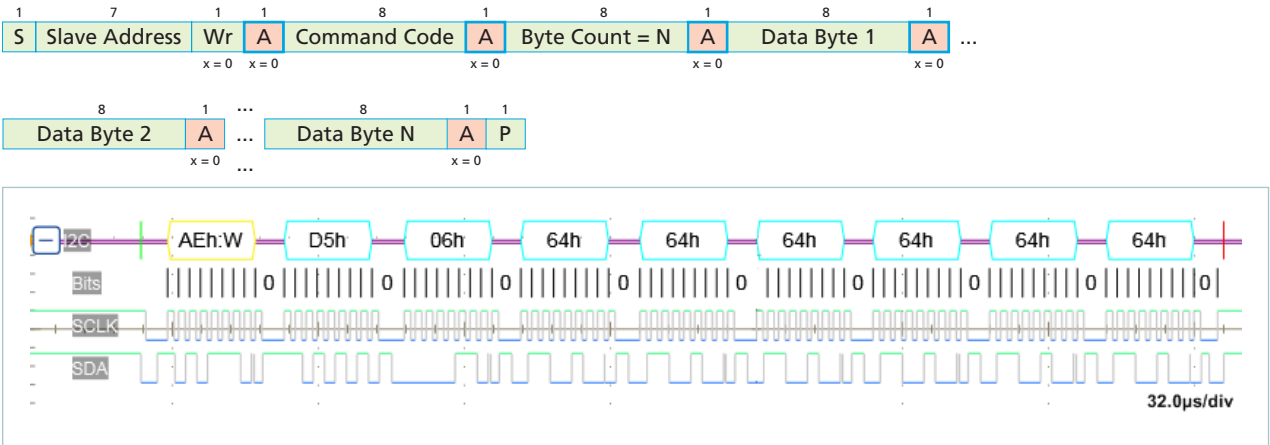 1 7 1 1 8 1 8 1 8 1
S Slave Address Wr A Command Code A Byte Count = N A Data Byte 1 A ...
x = 0 x = 0 x = 0 x = 0 x = 0
8 1 ... 8 1 1
Data Byte 2 A ... Data Byte N A P
x = 0 ... x = 0
I2C AEh:W D5h 06h 64h 64h 64h 64h 64h 64h
Bits 0 0 0 0 0 0 0 0 0
SCLK
SDA
32.0µs/div